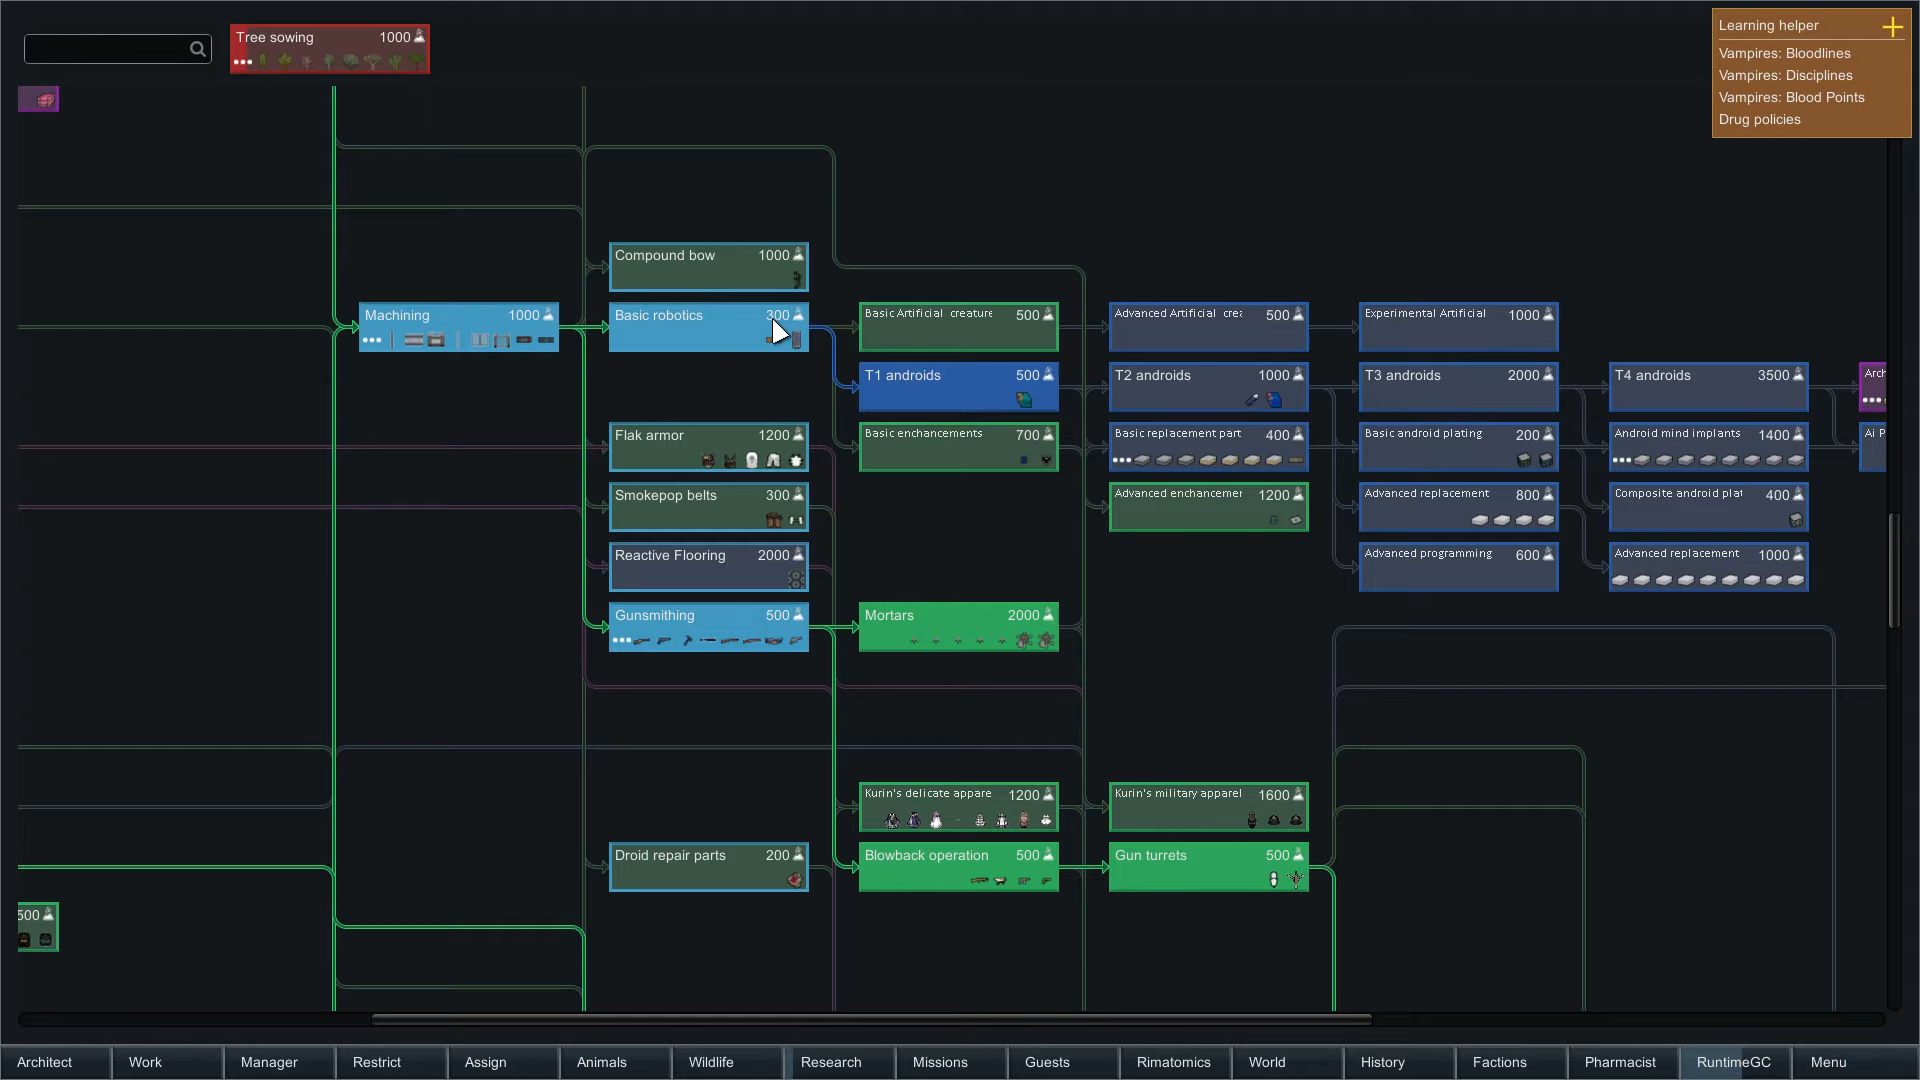 Tree sowing 1000
Learning helper
Vampires: Bloodlines
Vampires: Disciplines
Vampires: Blood Points
Drug policies
Compound bow 1000
Machining 1000
Basic robotics 300
Basic Artificial creature 500
Advanced Artificial crea 500
Experimental Artificial 1000
T1 androids 500
T2 androids 1000
T3 androids 2000
T4 androids 3500
Arch
Flak armor 1200
Basic enchancements 700
Basic replacement part 400
Basic android plating 200
Android mind implants 1400
Ai P
Smokepop belts 300
Advanced enchancemer 1200
Advanced replacement 800
Composite android plat 400
Reactive Flooring 2000
Advanced programming 600
Advanced replacement 1000
Gunsmithing 500
Mortars 2000
Kurin's delicate appare 1200
Kurin's military apparel 1600
Droid repair parts 200
Blowback operation 500
Gun turrets 500
500
Architect Work Manager Restrict Assign Animals Wildlife Research Missions Guests Rimatomics World History Factions Pharmacist RuntimeGC Menu